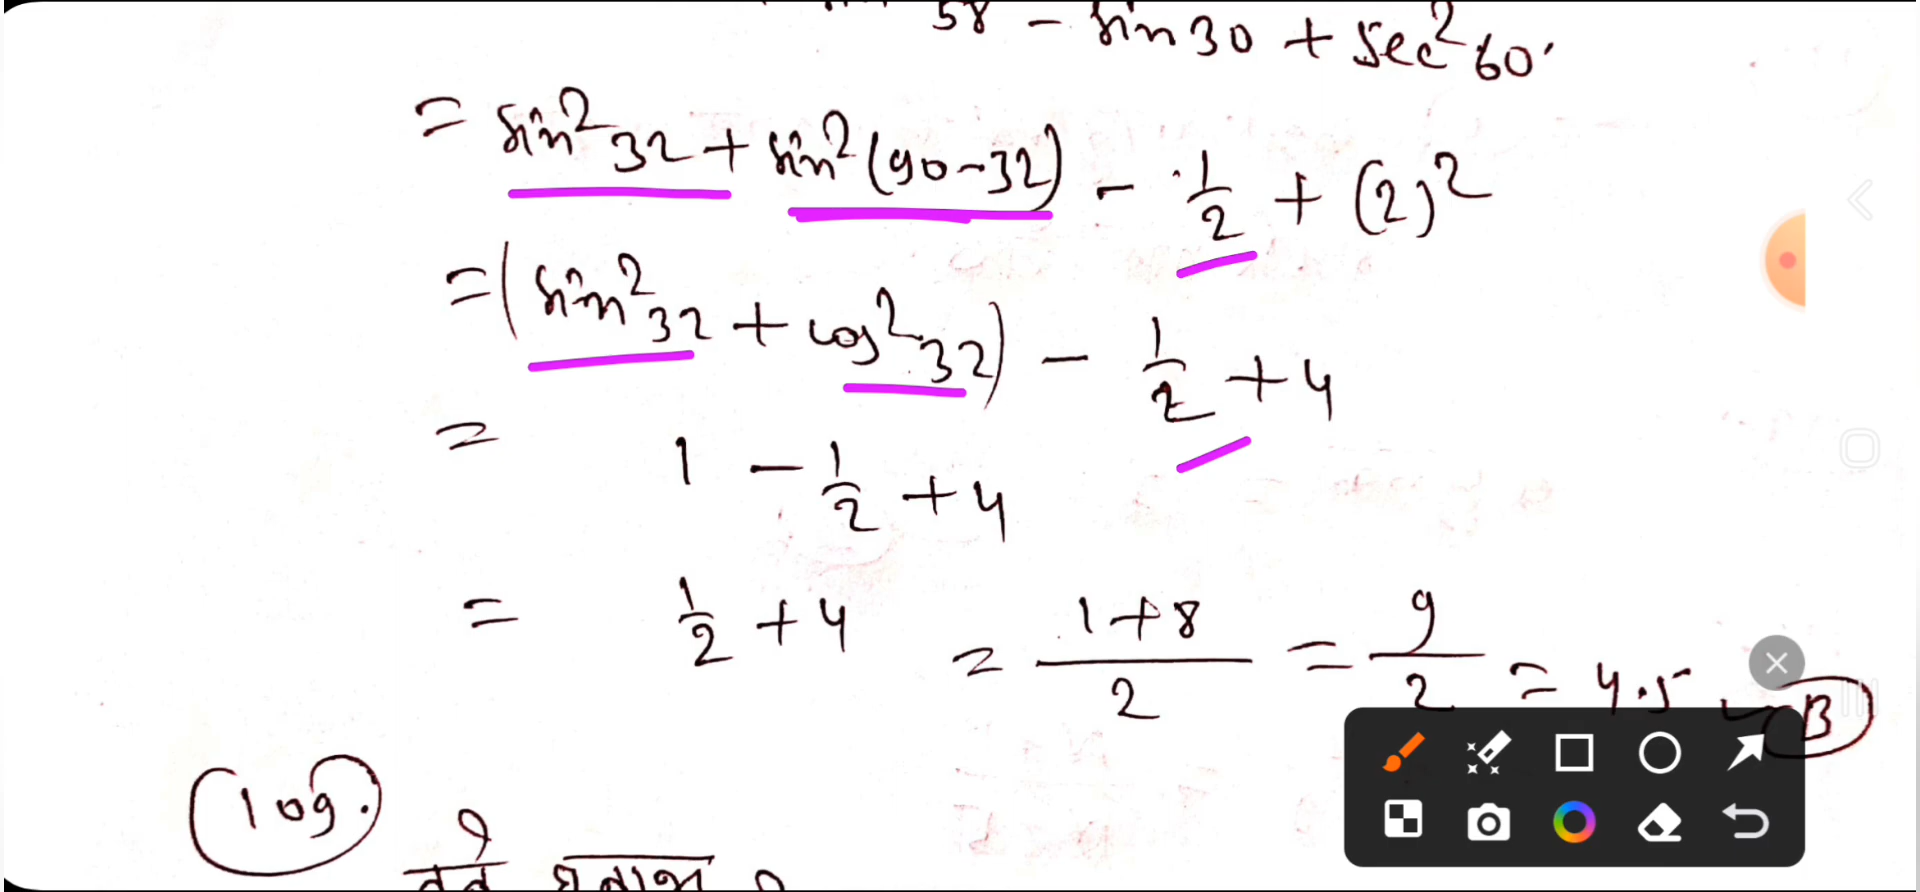 58 - sin 30 + sec² 60°
= sin² 32 + sin² (90-32) - 1/2 + (2)²
= (sin² 32 + cos² 32) - 1/2 + 4
= 1 - 1/2 + 4
= 1/2 + 4 = 1+8/2 = 9/2 = 4.5 B
109.